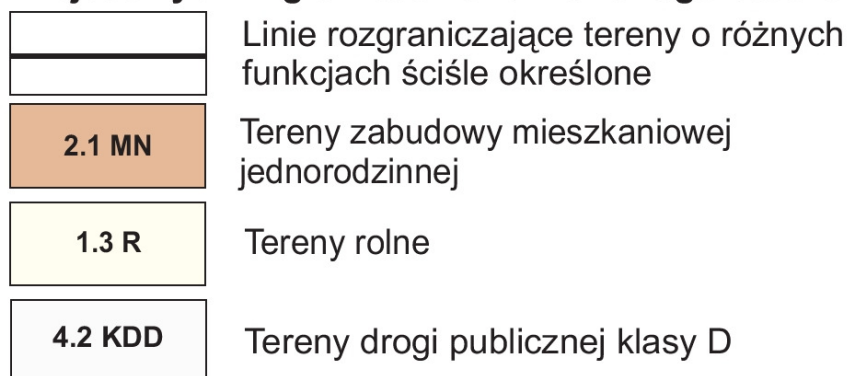 Linie rozgraniczające tereny o różnych
funkcjach ściśle określone
2.1 MN
Tereny zabudowy mieszkaniowej
jednorodzinnej
1.3 R
Tereny rolne
4.2 KDD
Tereny drogi publicznej klasy D